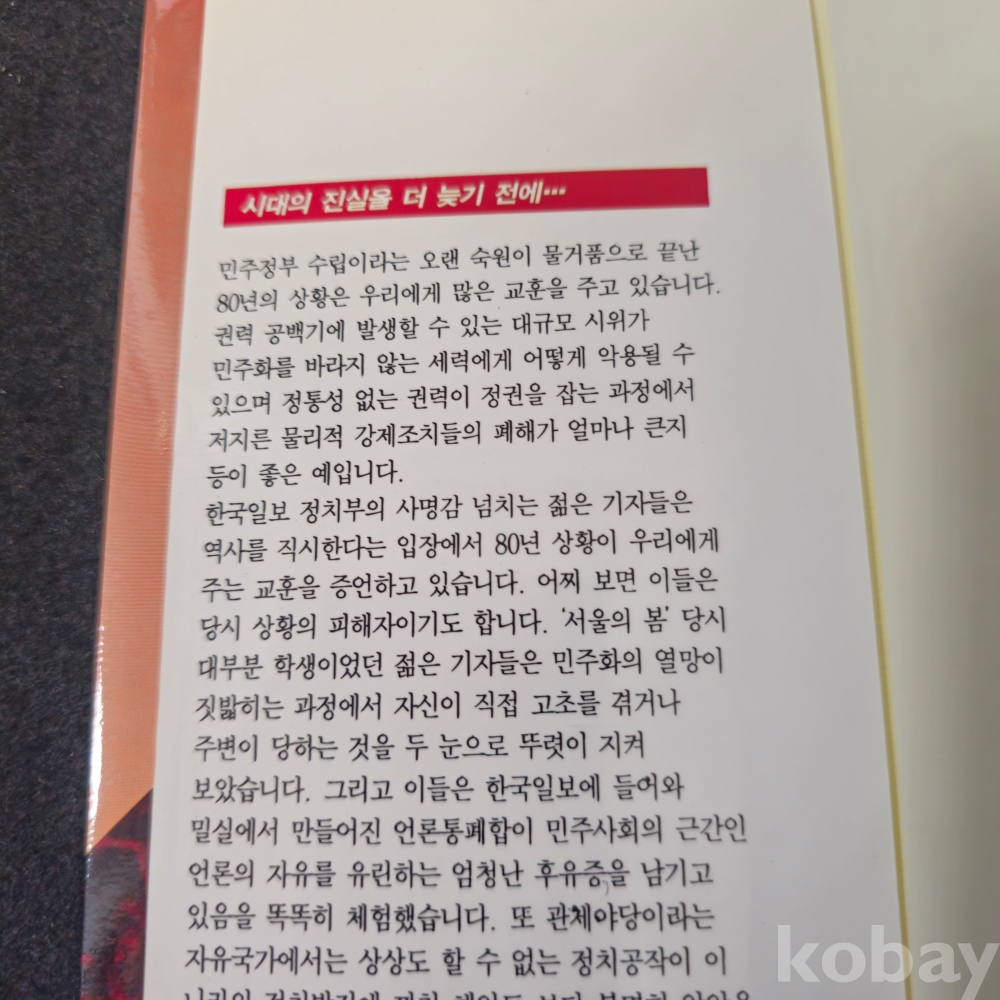 시대의 진실을 더 늦기 전에…
민주정부 수립이라는 오랜 숙원이 물거품으로 끝난
80년의 상황은 우리에게 많은 교훈을 주고 있습니다.
권력 공백기에 발생할 수 있는 대규모 시위가
민주화를 바라지 않는 세력에게 어떻게 악용될 수
있으며 정통성 없는 권력이 정권을 잡는 과정에서
저지른 물리적 강제조치들의 폐해가 얼마나 큰지
등이 좋은 예입니다.
한국일보 정치부의 사명감 넘치는 젊은 기자들은
역사를 직시한다는 입장에서 80년 상황이 우리에게
주는 교훈을 증언하고 있습니다. 어찌 보면 이들은
당시 상황의 피해자이기도 합니다. '서울의 봄' 당시
대부분 학생이었던 젊은 기자들은 민주화의 열망이
짓밟히는 과정에서 자신이 직접 고초를 겪거나
주변이 당하는 것을 두 눈으로 뚜렷이 지켜
보았습니다. 그리고 이들은 한국일보에 들어와
밀실에서 만들어진 언론통폐합이 민주사회의 근간인
언론의 자유를 유린하는 엄청난 후유증을 남기고
있음을 똑똑히 체험했습니다. 또 관체야당이라는
자유국가에서는 상상도 할 수 없는 정치공작이 이
kobay